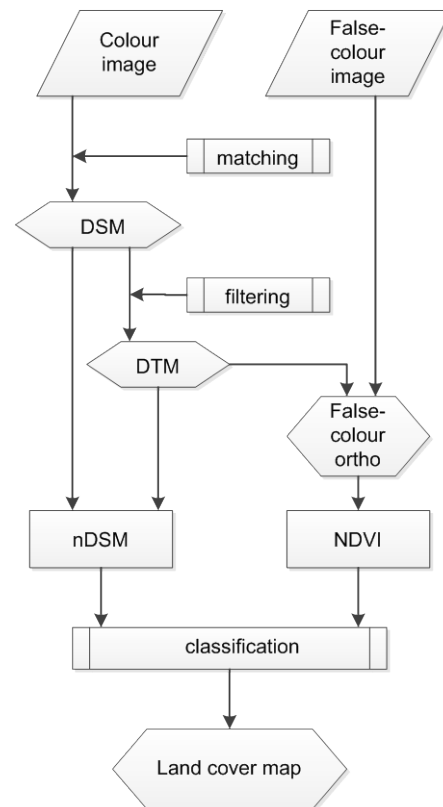 Colour
image
False-
colour
image
matching
DSM
filtering
DTM
False-
colour
ortho
nDSM
NDVI
classification
Land cover map